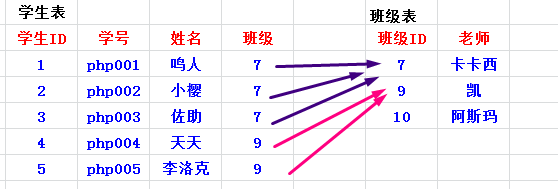 学生表 班级表
学生ID 学号 姓名 班级 班级ID 老师
1 php001 鸣人 7 7 卡卡西
2 php002 小樱 7 9 凯
3 php003 佐助 7 10 阿斯玛
4 php004 天天 9
5 php005 李洛克 9